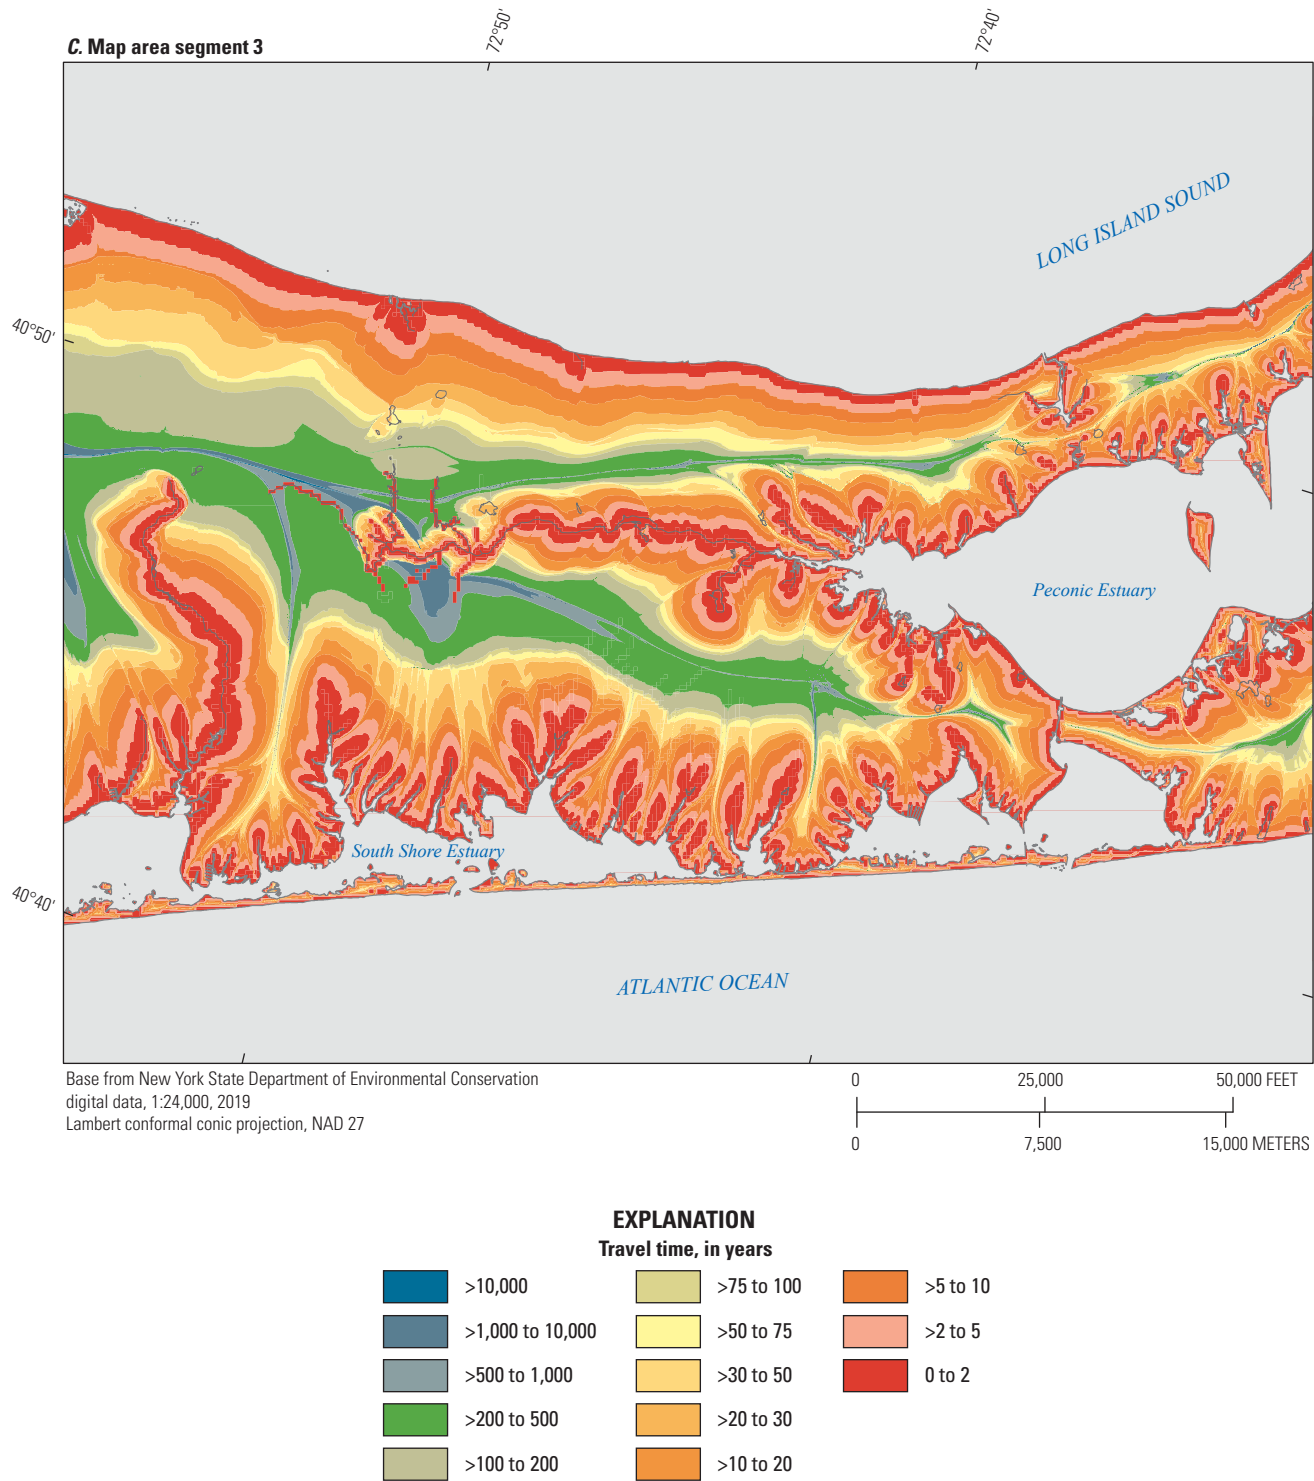 C. Map area segment 3
72°50'
72°40'
LONG ISLAND SOUND
40°50'
Peconic Estuary
South Shore Estuary
40°40'
ATLANTIC OCEAN
Base from New York State Department of Environmental Conservation
digital data, 1:24,000, 2019
Lambert conformal conic projection, NAD 27
0 25,000 50,000 FEET
0 7,500 15,000 METERS
EXPLANATION
Travel time, in years
>10,000
>1,000 to 10,000
>500 to 1,000
>200 to 500
>100 to 200
>75 to 100
>50 to 75
>30 to 50
>20 to 30
>10 to 20
>5 to 10
>2 to 5
0 to 2